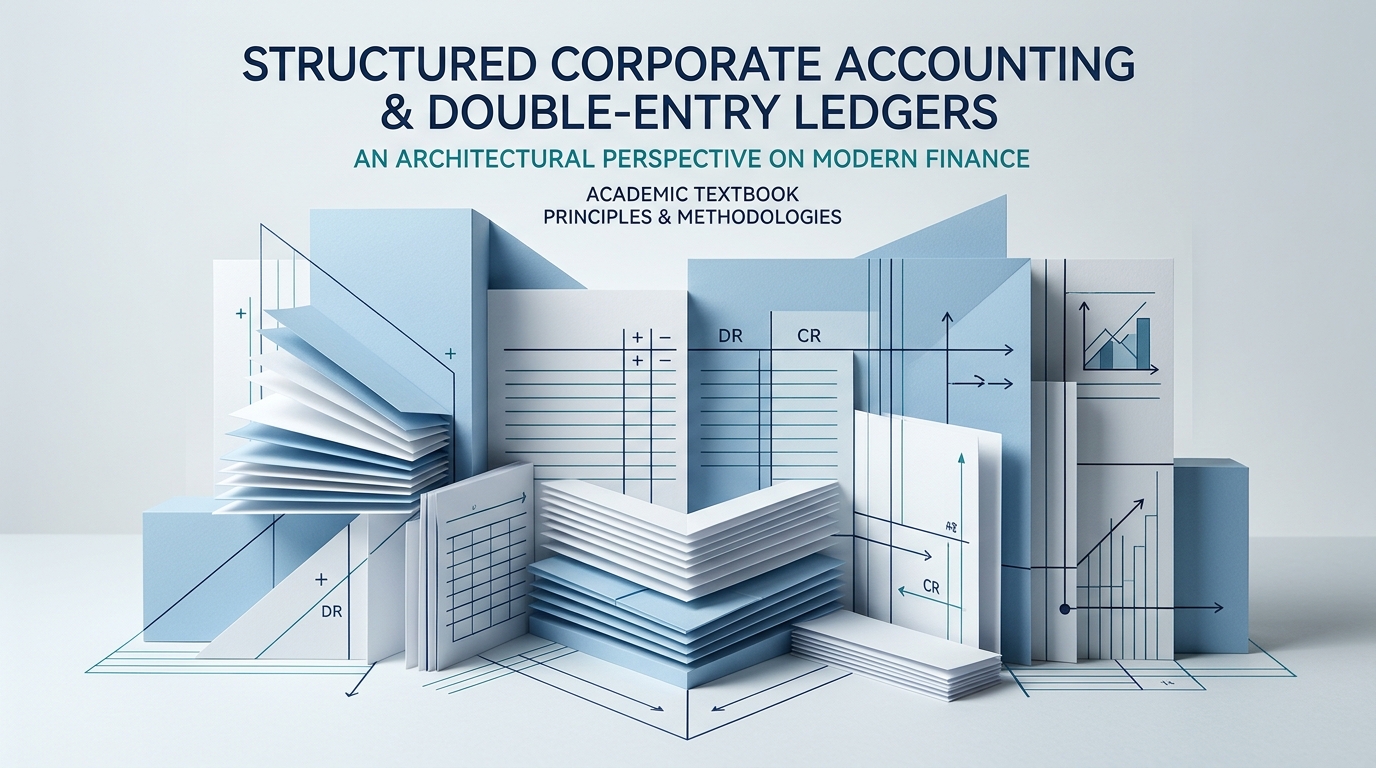 STRUCTURED CORPORATE ACCOUNTING
& DOUBLE-ENTRY LEDGERS
AN ARCHITECTURAL PERSPECTIVE ON MODERN FINANCE
ACADEMIC TEXTBOOK
PRINCIPLES & METHODOLOGIES
+
+
+ −
+ −
DR CR
CR
+
DR